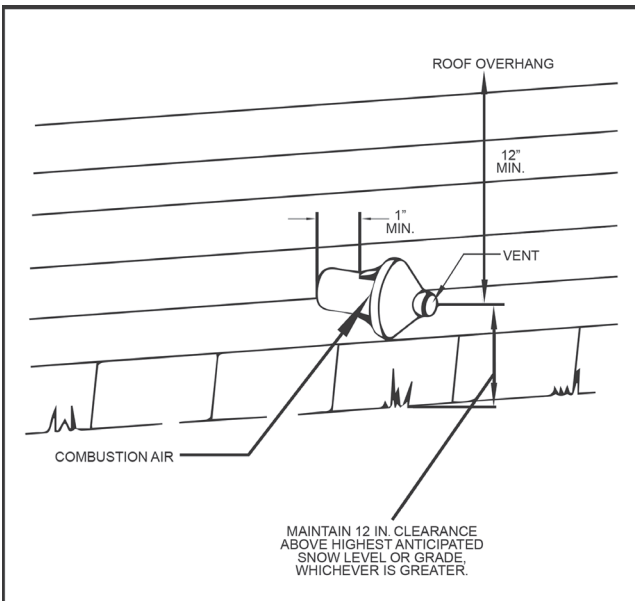 ROOF OVERHANG
12”
MIN.
1”
MIN.
VENT
COMBUSTION AIR
MAINTAIN 12 IN. CLEARANCE
ABOVE HIGHEST ANTICIPATED
SNOW LEVEL OR GRADE,
WHICHEVER IS GREATER.